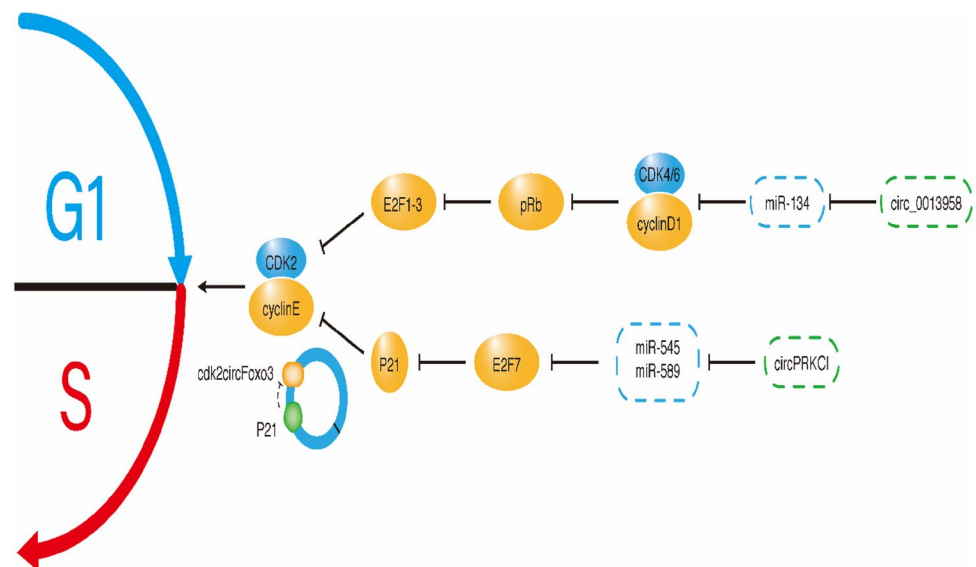 G1
S
CDK2
cyclinE
E2F1-3
pRb
CDK4/6
cyclinD1
miR-134
circ_0013958
P21
E2F7
miR-545
miR-589
circPRKCI
cdk2circFoxo3
P21